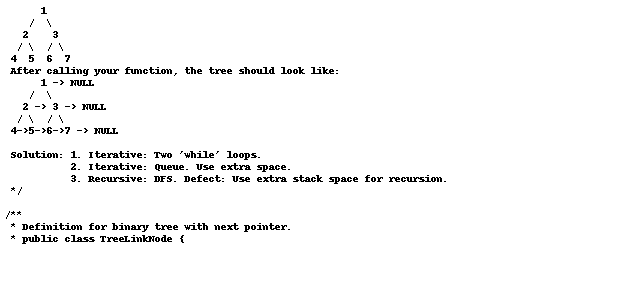 1
    /  \
   2    3
  / \  / \
 4  5  6  7
 After calling your function, the tree should look like:
      1 -> NULL
    /  \
   2 -> 3 -> NULL
  / \  / \
 4->5->6->7 -> NULL

 Solution: 1. Iterative: Two 'while' loops.
           2. Iterative: Queue. Use extra space.
           3. Recursive: DFS. Defect: Use extra stack space for recursion.
 */

/**
 * Definition for binary tree with next pointer.
 * public class TreeLinkNode {